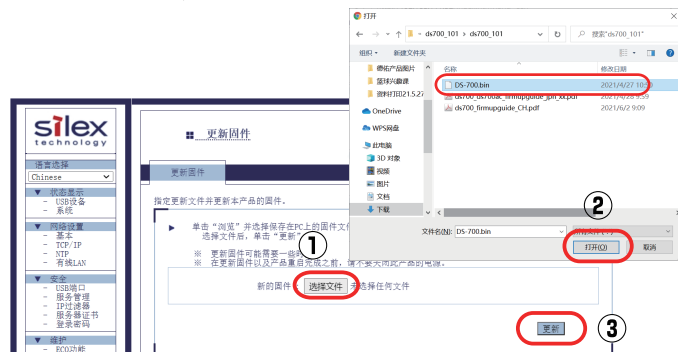 silex
technology
语言选择
Chinese
▼ 状态显示
- USB设备
- 系统
▼ 网络设置
- 基本
- TCP/IP
- NTP
- 有线LAN
▼ 安全
- USB端口
- 服务管理
- IP过滤器
- 服务器证书
- 登录密码
▼ 维护
- ECO功能
更新固件
更新固件
指定更新文件并更新本产品的固件。
▶ 单击“浏览”并选择保存在PC上的固件文
选择文件后，单击“更新”
※ 更新固件可能需要一些时
※ 在更新固件以及产品重启完成之前，请不要关闭此产品的电源。
新的固件 选择文件 未选择任何文件
更新
①
②
③
打开
ds700_101 › ds700_101
搜索"ds700_101"
组织 新建文件夹
德佑产品图片
篮球兴趣课
资料打印21.5.27
OneDrive
WPS网盘
此电脑
3D 对象
视频
图片
文档
下载
名称 修改日期
DS-700.bin 2021/4/27
ds700_firmupguide_CH.pdf 2021/6/2 9:09
文件名(N): DS-700.bin
打开(O) 取消